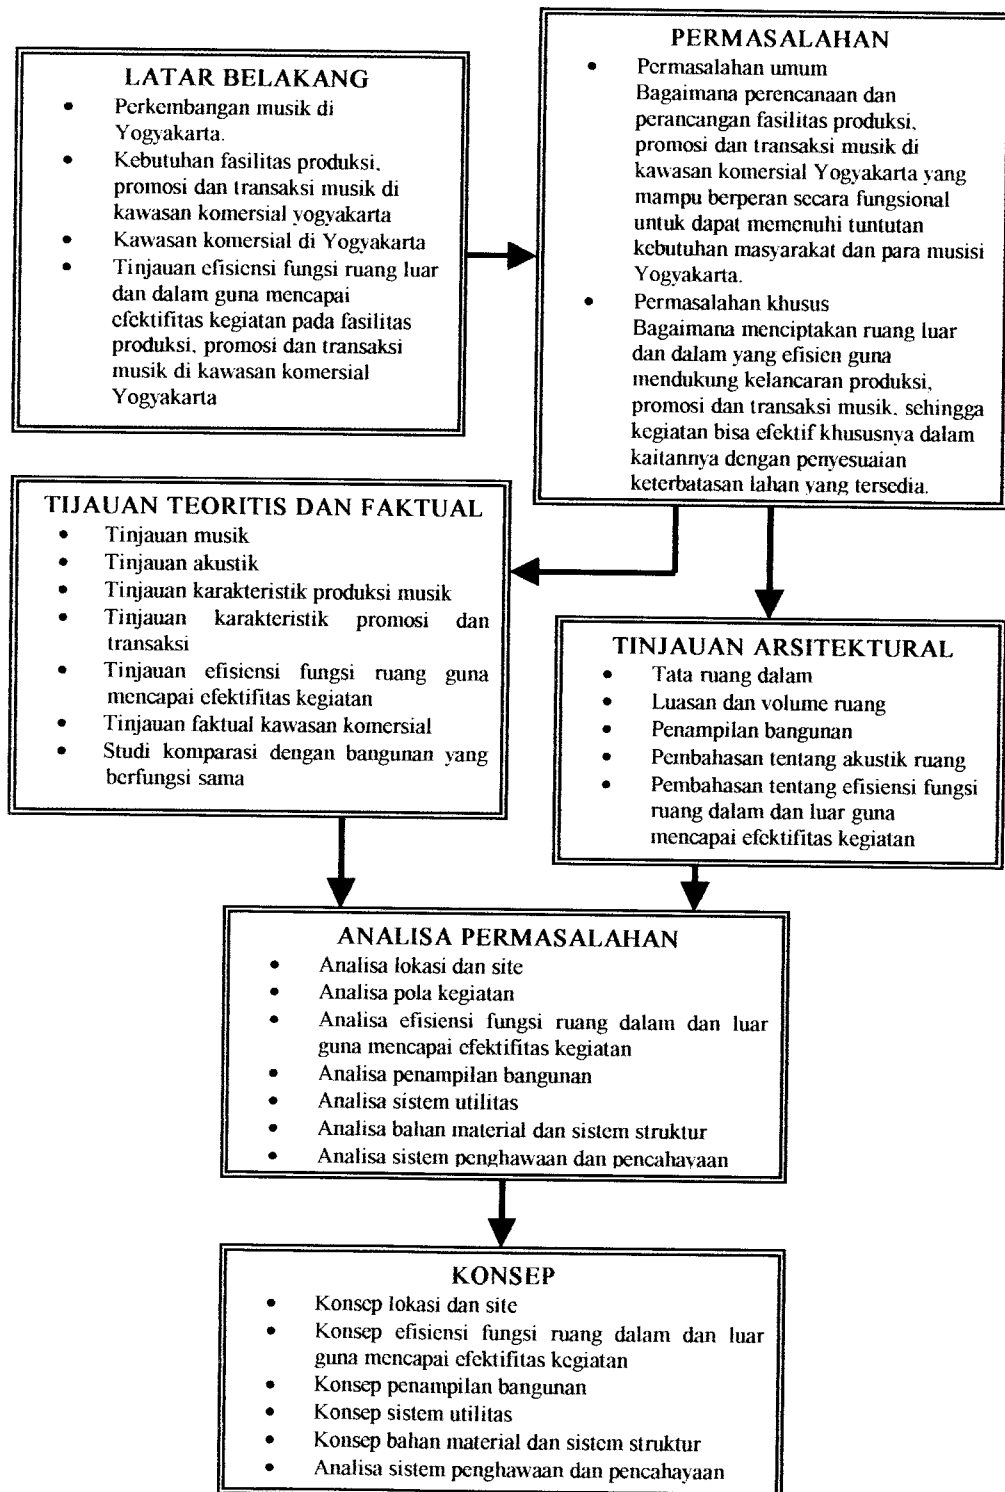 LATAR BELAKANG
• Perkembangan musik di
Yogyakarta.
• Kebutuhan fasilitas produksi,
promosi dan transaksi musik di
kawasan komersial yogyakarta
• Kawasan komersial di Yogyakarta
• Tinjauan efisiensi fungsi ruang luar
dan dalam guna mencapai
efektifitas kegiatan pada fasilitas
produksi, promosi dan transaksi
musik di kawasan komersial
Yogyakarta
PERMASALAHAN
• Permasalahan umum
Bagaimana perencanaan dan
perancangan fasilitas produksi,
promosi dan transaksi musik di
kawasan komersial Yogyakarta yang
mampu berperan secara fungsional
untuk dapat memenuhi tuntutan
kebutuhan masyarakat dan para musisi
Yogyakarta.
• Permasalahan khusus
Bagaimana menciptakan ruang luar
dan dalam yang efisien guna
mendukung kelancaran produksi,
promosi dan transaksi musik, sehingga
kegiatan bisa efektif khususnya dalam
kaitannya dengan penyesuaian
keterbatasan lahan yang tersedia.
TIJAUAN TEORITIS DAN FAKTUAL
• Tinjauan musik
• Tinjauan akustik
• Tinjauan karakteristik produksi musik
• Tinjauan karakteristik promosi dan
transaksi
• Tinjauan efisiensi fungsi ruang guna
mencapai efektifitas kegiatan
• Tinjauan faktual kawasan komersial
• Studi komparasi dengan bangunan yang
berfungsi sama
TINJAUAN ARSITEKTURAL
• Tata ruang dalam
• Luasan dan volume ruang
• Penampilan bangunan
• Pembahasan tentang akustik ruang
• Pembahasan tentang efisiensi fungsi
ruang dalam dan luar guna
mencapai efektifitas kegiatan
ANALISA PERMASALAHAN
• Analisa lokasi dan site
• Analisa pola kegiatan
• Analisa efisiensi fungsi ruang dalam dan luar
guna mencapai efektifitas kegiatan
• Analisa penampilan bangunan
• Analisa sistem utilitas
• Analisa bahan material dan sistem struktur
• Analisa sistem penghawaan dan pencahayaan
KONSEP
• Konsep lokasi dan site
• Konsep efisiensi fungsi ruang dalam dan luar
guna mencapai efektifitas kegiatan
• Konsep penampilan bangunan
• Konsep sistem utilitas
• Konsep bahan material dan sistem struktur
• Analisa sistem penghawaan dan pencahayaan